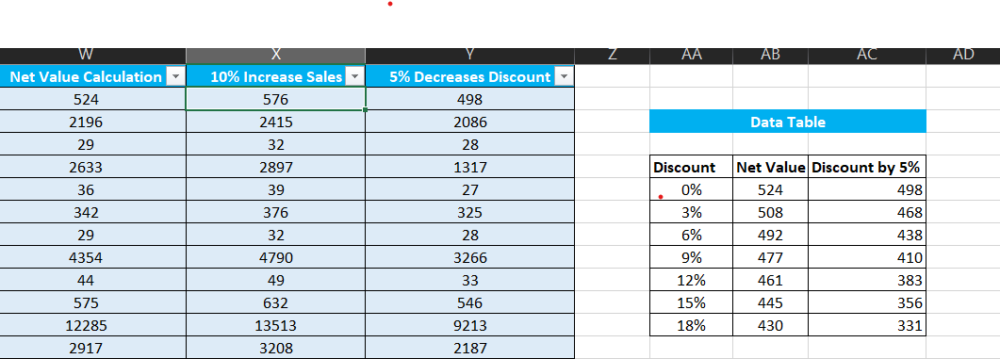 W X Y Z AA AB AC AD
Net Value Calculation 10% Increase Sales 5% Decreases Discount
524 576 498
2196 2415 2086 Data Table
29 32 28
2633 2897 1317 Discount Net Value Discount by 5%
36 39 27 0% 524 498
342 376 325 3% 508 468
29 32 28 6% 492 438
4354 4790 3266 9% 477 410
44 49 33 12% 461 383
575 632 546 15% 445 356
12285 13513 9213 18% 430 331
2917 3208 2187